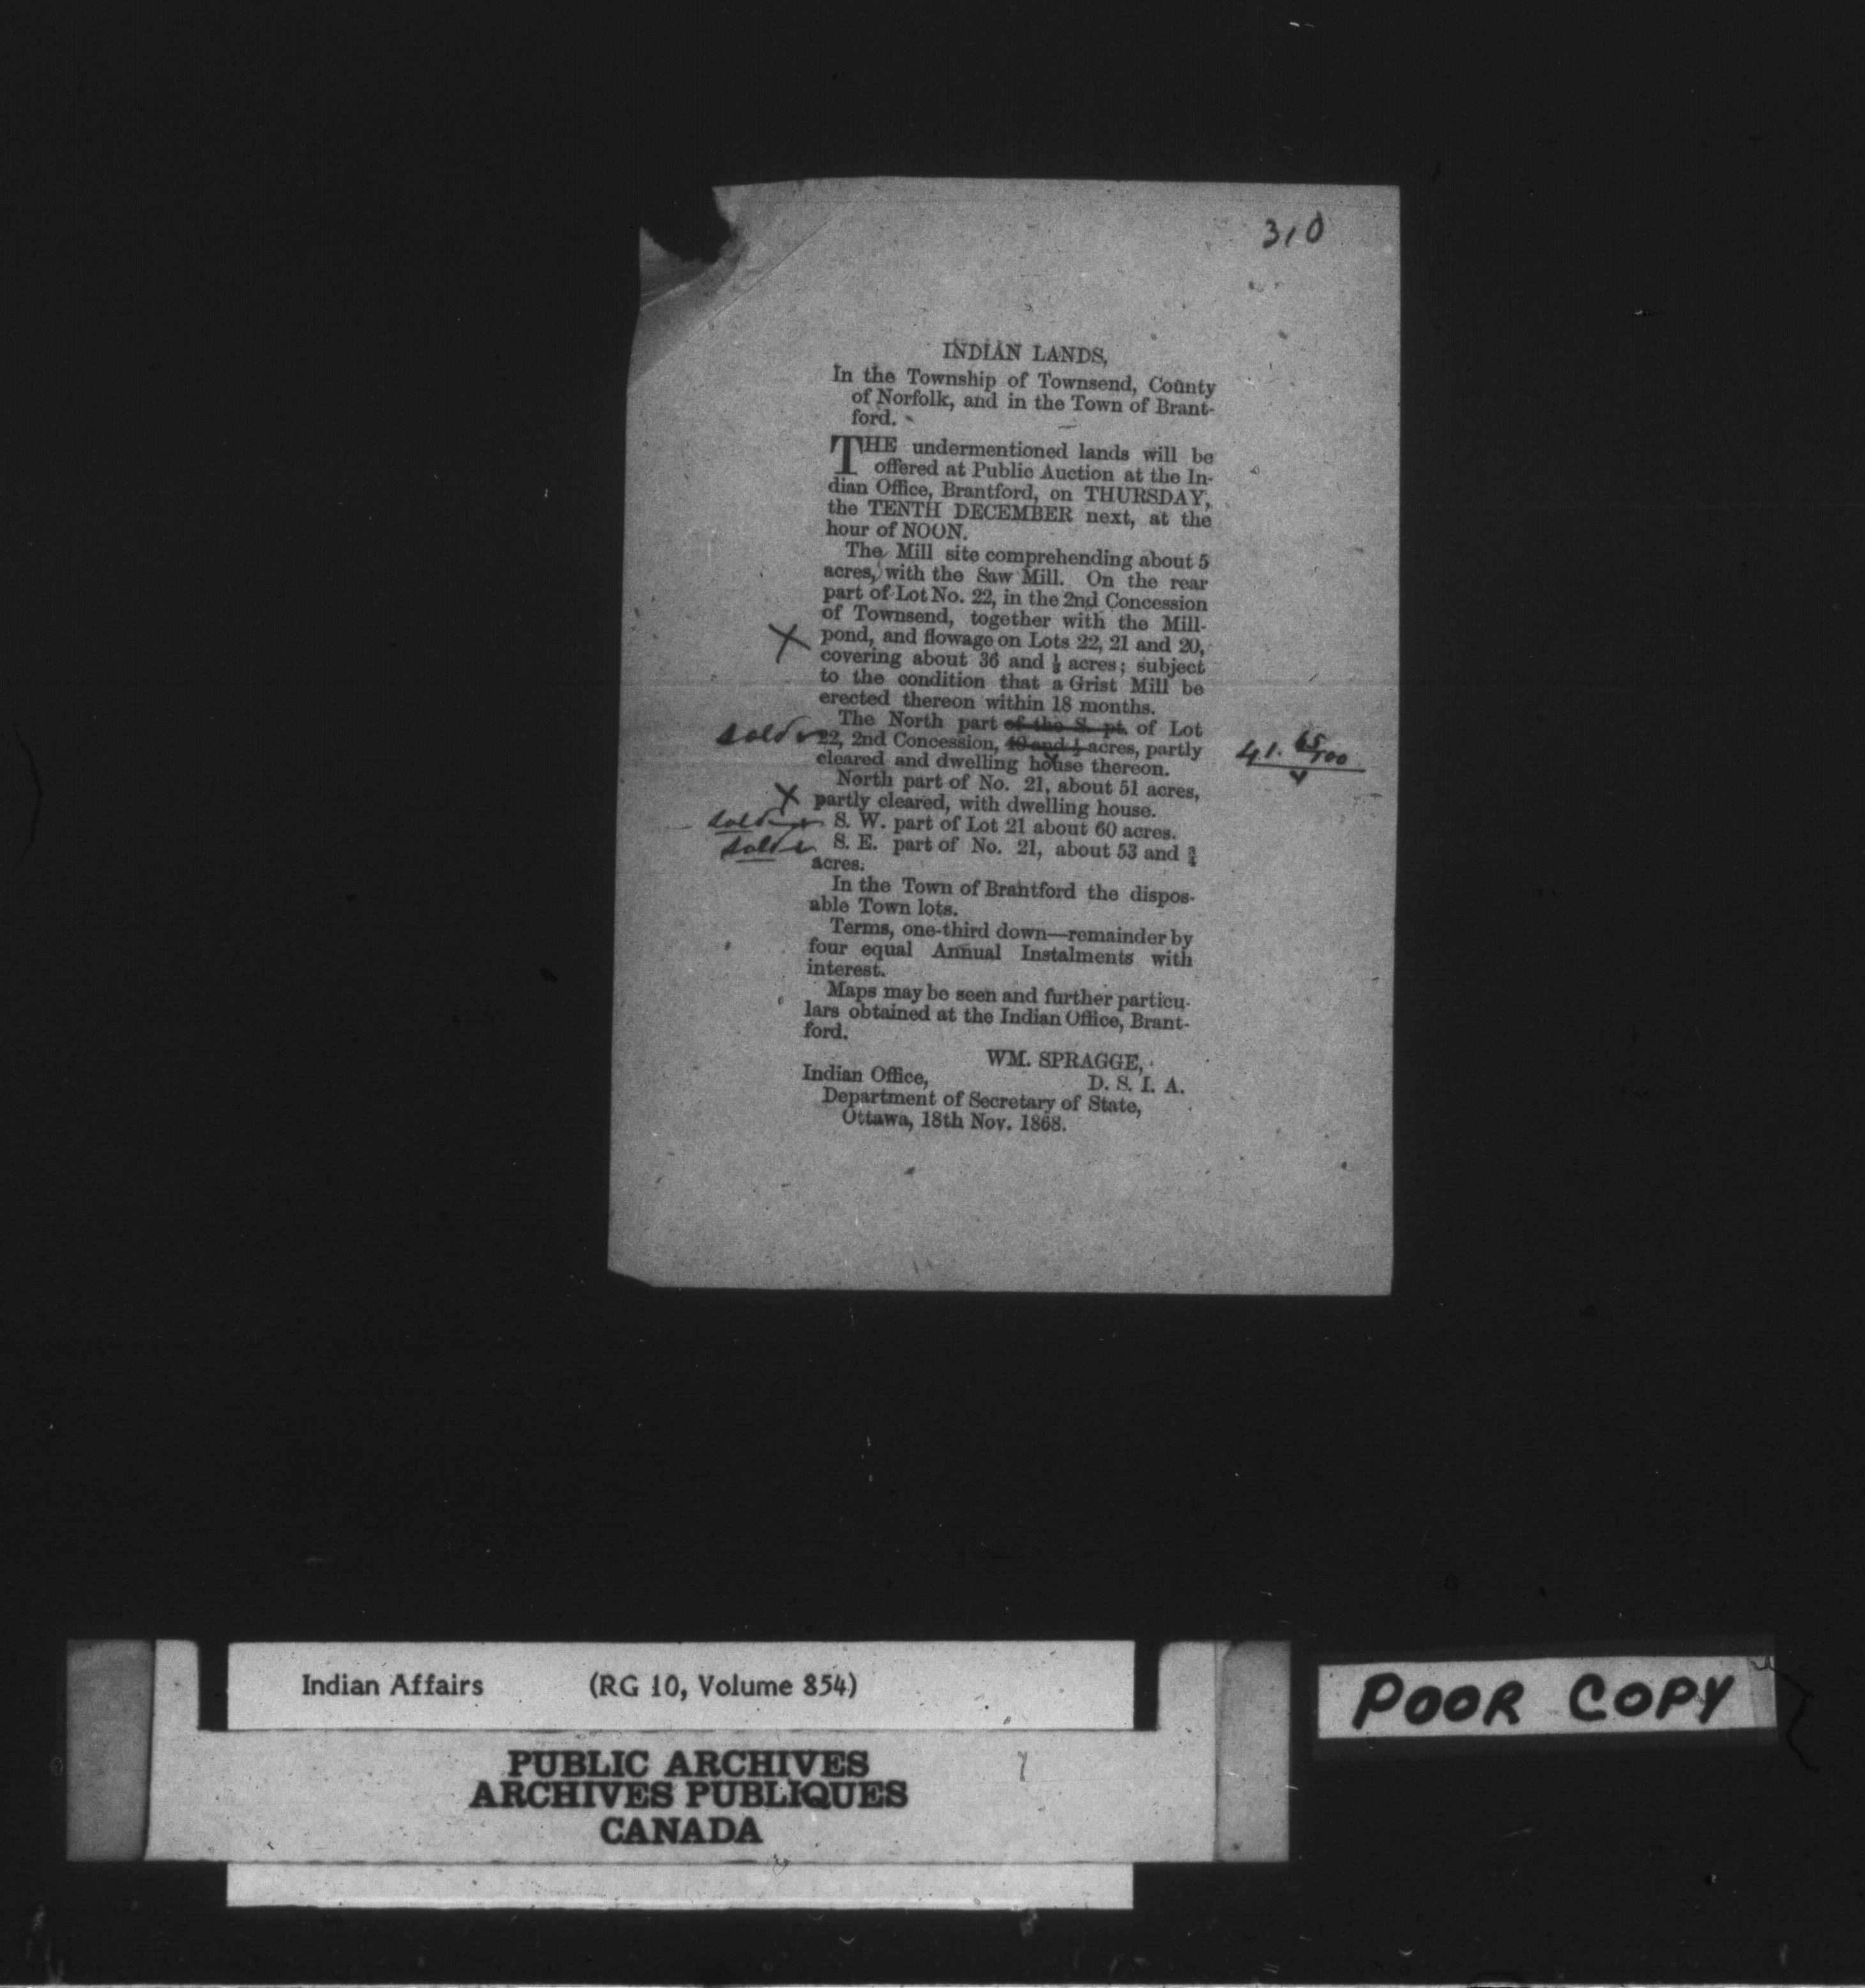 310
INDIAN LANDS,
In the Township of Townsend, County
of Norfolk, and in the Town of Brant-
ford.
THE undermentioned lands will be
offered at Public Auction at the In-
dian Office, Brantford, on THURSDAY,
the TENTH DECEMBER next, at the
hour of NOON.
The Mill site comprehending about 5
acres, with the Saw Mill. On the rear
part of Lot No. 22, in the 2nd Concession
of Townsend, together with the Mill-
X pond, and flowage on Lots 22, 21 and 20,
covering about 36 and ½ acres; subject
to the condition that a Grist Mill be
erected thereon within 18 months.
The North part of the S. pt. of Lot
sold 22, 2nd Concession, 49 and ½ acres, partly 41. 65/100
cleared and dwelling house thereon.
North part of No. 21, about 51 acres,
X partly cleared, with dwelling house.
sold S. W. part of Lot 21 about 60 acres.
sold S. E. part of No. 21, about 53 and ¾
acres.
In the Town of Brantford the dispos-
able Town lots.
Terms, one-third down—remainder by
four equal Annual Instalments with
interest.
Maps may be seen and further particu-
lars obtained at the Indian Office, Brant-
ford.
WM. SPRAGGE,
D. S. I. A.
Indian Office,
Department of Secretary of State,
Ottawa, 18th Nov. 1868.
Indian Affairs (RG 10, Volume 854)
POOR COPY
PUBLIC ARCHIVES
ARCHIVES PUBLIQUES
CANADA